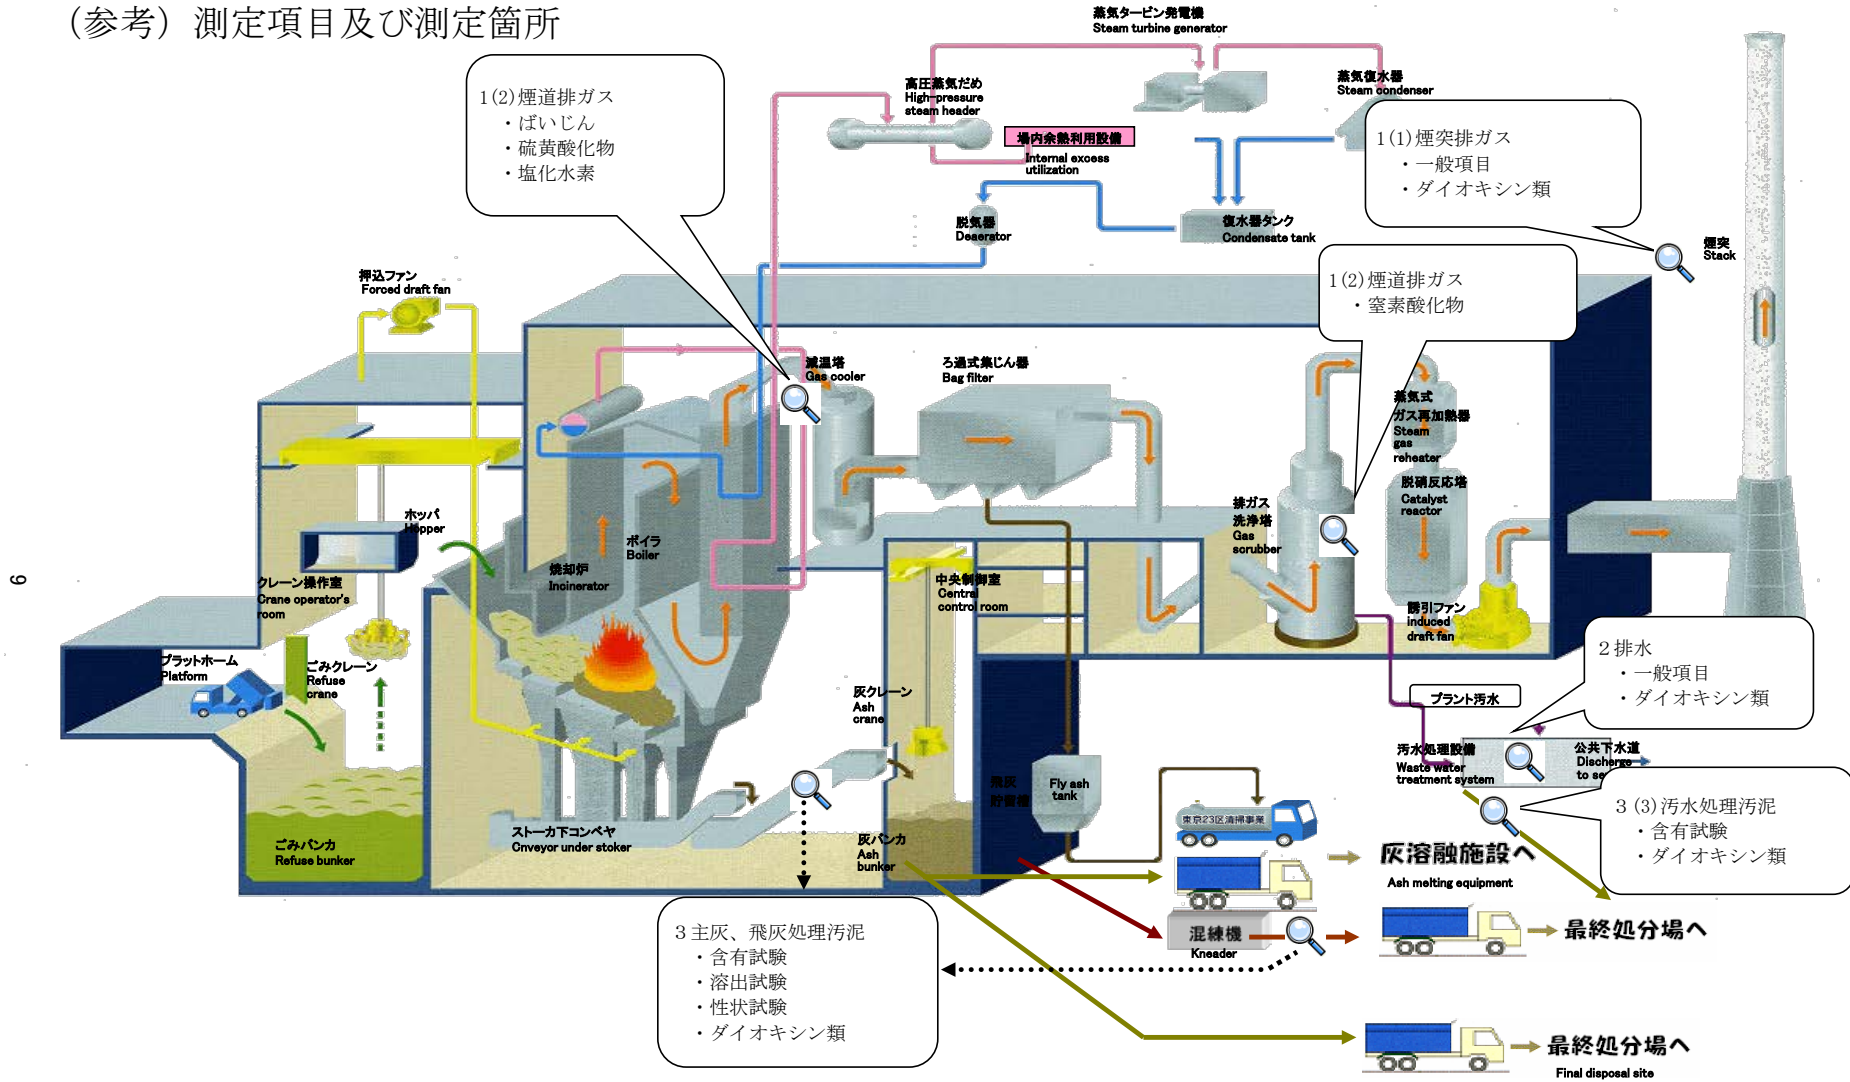 (参考) 測定項目及び測定箇所
蒸気タービン発電機
Steam turbine generator
1(2)煙道排ガス
・ばいじん
・硫黄酸化物
・塩化水素
高圧蒸気だめ
High-pressure
steam header
蒸気復水器
Steam condenser
場内余熱利用設備
Internal excess
utilization
1(1)煙突排ガス
・一般項目
・ダイオキシン類
脱気器
Deaerator
復水器タンク
Condensate tank
煙突
Stack
押込ファン
Forced draft fan
1(2)煙道排ガス
・窒素酸化物
減温塔
Gas cooler
ろ過式集じん器
Bag filter
蒸気式
ガス再加熱器
Steam
gas
reheater
脱硝反応塔
Catalyst
reactor
排ガス
洗浄塔
Gas
scrubber
ホッパ
Hopper
ボイラ
Boiler
焼却炉
Incinerator
クレーン操作室
Crane operator's
room
中央制御室
Central
control room
誘引ファン
induced
draft fan
プラットホーム
Platform
ごみクレーン
Refuse
crane
灰クレーン
Ash
crane
2排水
・一般項目
・ダイオキシン類
プラント汚水
汚水処理設備
Waste water
treatment system
公共下水道
Discharge
to se
飛灰
貯留槽
Fly ash
tank
3(3)汚水処理汚泥
・含有試験
・ダイオキシン類
東京23区清掃事業
ストーカ下コンベヤ
Cnveyor under stoker
ごみバンカ
Refuse bunker
灰バンカ
Ash
bunker
灰溶融施設へ
Ash melting equipment
3主灰、飛灰処理汚泥
・含有試験
・溶出試験
・性状試験
・ダイオキシン類
混練機
Kneader
最終処分場へ
最終処分場へ
Final disposal site
9